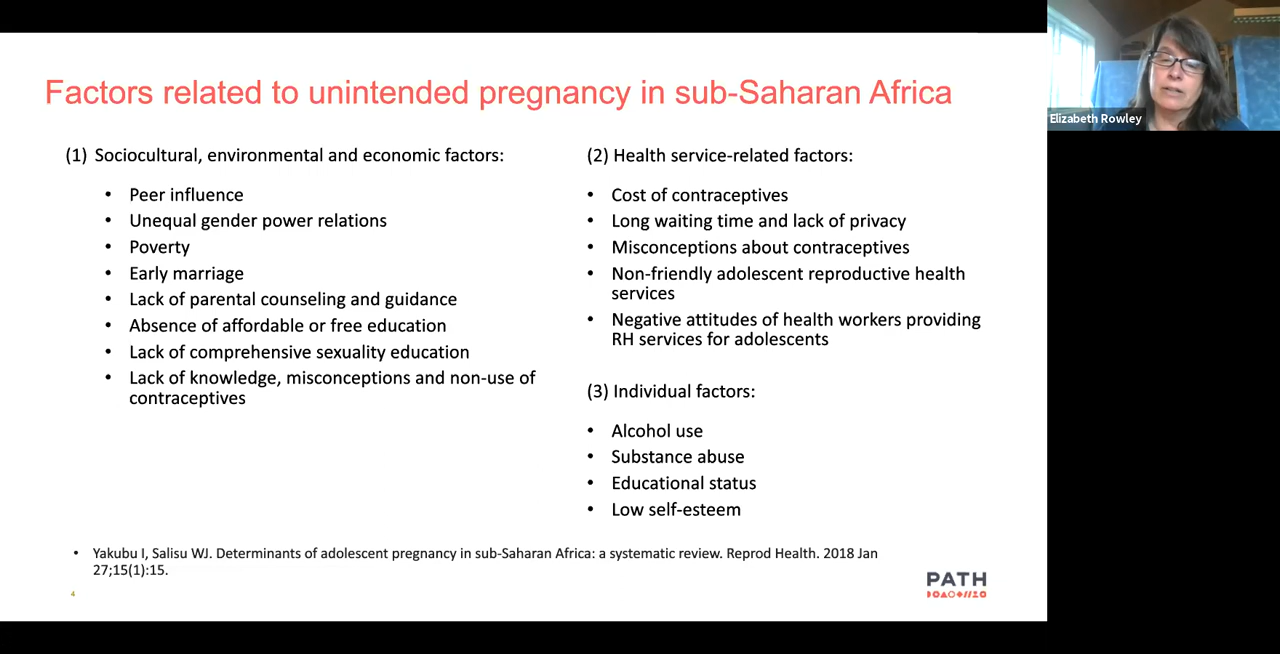 Factors related to unintended pregnancy in sub-Saharan Africa
(1) Sociocultural, environmental and economic factors:
• Peer influence
• Unequal gender power relations
• Poverty
• Early marriage
• Lack of parental counseling and guidance
• Absence of affordable or free education
• Lack of comprehensive sexuality education
• Lack of knowledge, misconceptions and non-use of
contraceptives
(2) Health service-related factors:
• Cost of contraceptives
• Long waiting time and lack of privacy
• Misconceptions about contraceptives
• Non-friendly adolescent reproductive health
services
• Negative attitudes of health workers providing
RH services for adolescents
(3) Individual factors:
• Alcohol use
• Substance abuse
• Educational status
• Low self-esteem
• Yakubu I, Salisu WJ. Determinants of adolescent pregnancy in sub-Saharan Africa: a systematic review. Reprod Health. 2018 Jan
27;15(1):15.
4
PATH
Elizabeth Rowley